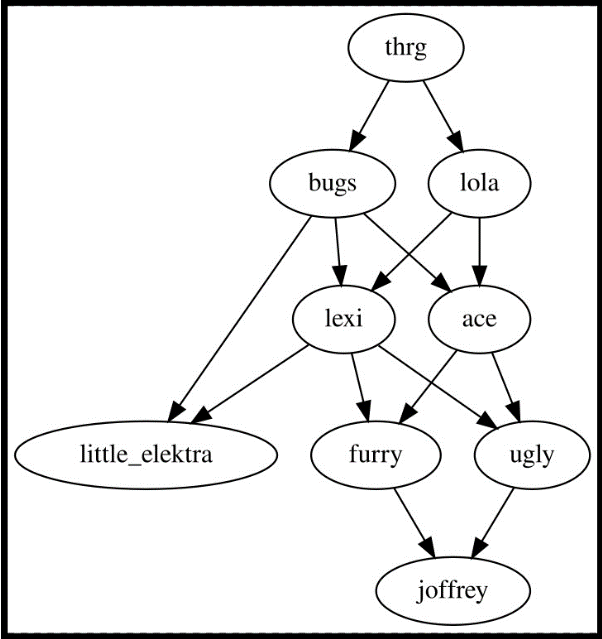 thrg
bugs
lola
lexi
ace
little_elektra
furry
ugly
joffrey